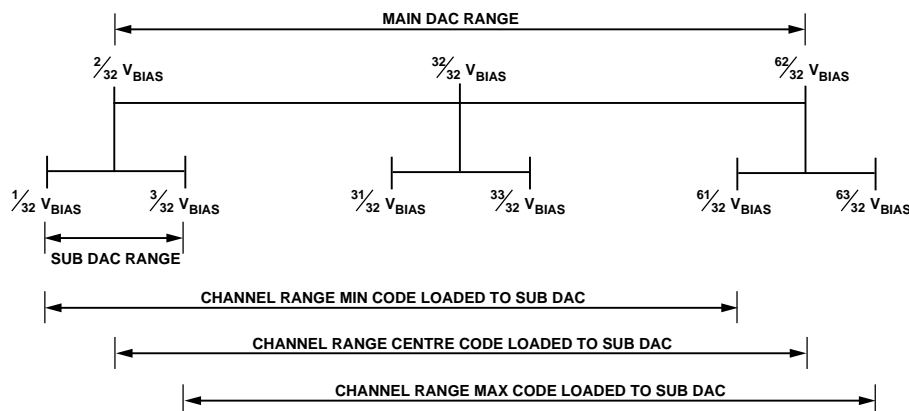 MAIN DAC RANGE
2/32 VBIAS 32/32 VBIAS 62/32 VBIAS
1/32 VBIAS 3/32 VBIAS 31/32 VBIAS 33/32 VBIAS 61/32 VBIAS 63/32 VBIAS
SUB DAC RANGE
CHANNEL RANGE MIN CODE LOADED TO SUB DAC
CHANNEL RANGE CENTRE CODE LOADED TO SUB DAC
CHANNEL RANGE MAX CODE LOADED TO SUB DAC